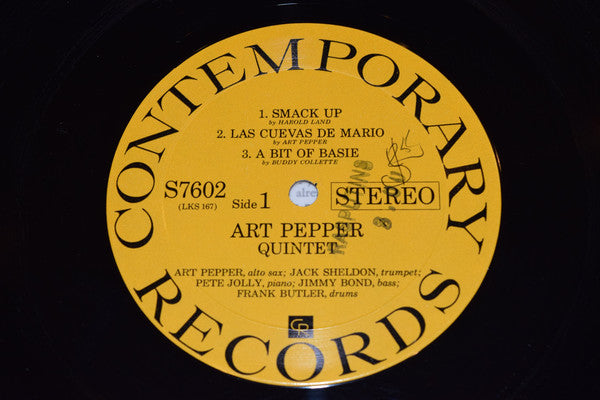 CONTEMPORARY
1. SMACK UP
by HAROLD LAND
2. LAS CUEVAS DE MARIO
by ART PEPPER
3. A BIT OF BASIE
by BUDDY COLLETTE
S7602
(LKS 167)
Side 1
STEREO
ART PEPPER
QUINTET
ART PEPPER, alto sax; JACK SHELDON, trumpet;
PETE JOLLY, piano; JIMMY BOND, bass;
FRANK BUTLER, drums
CR
RECORDS